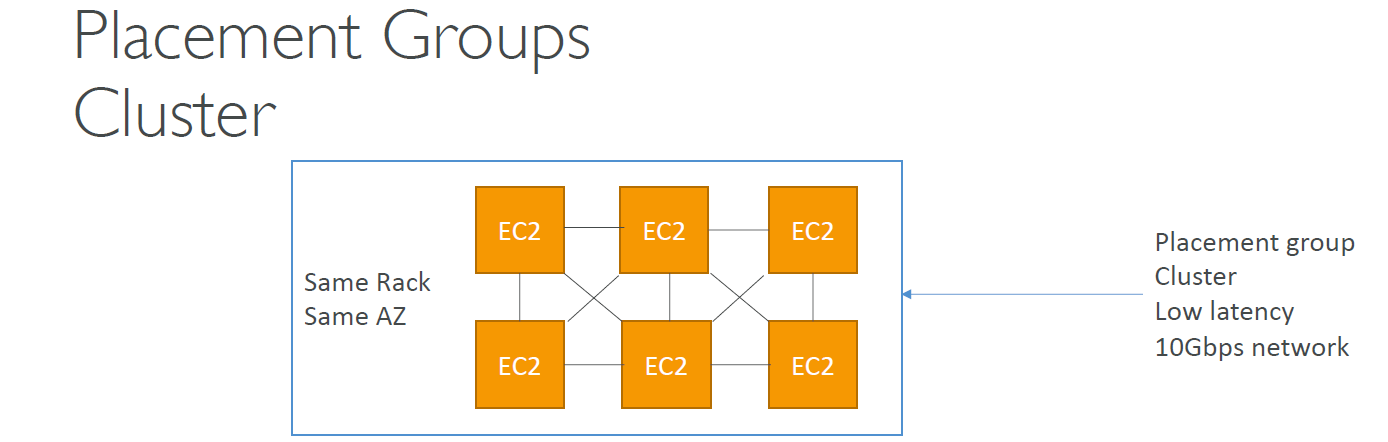 Placement Groups
Cluster
Same Rack
Same AZ
EC2 EC2 EC2
EC2 EC2 EC2
Placement group
Cluster
Low latency
10Gbps network